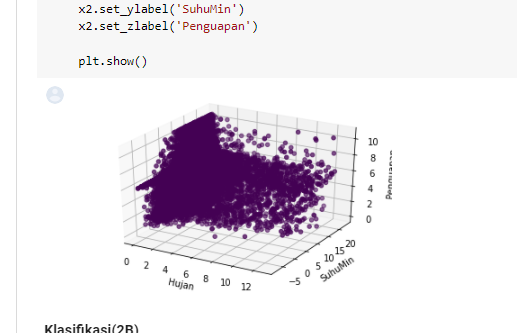 x2.set_ylabel('SuhuMin')
x2.set_zlabel('Penguapan')
plt.show()
10
8
6
4
2
0
Penguapan
0 2 4 6 8 10 12
Hujan
−5 0 5 10 15 20
SuhuMin
Klasifikasi(2B)